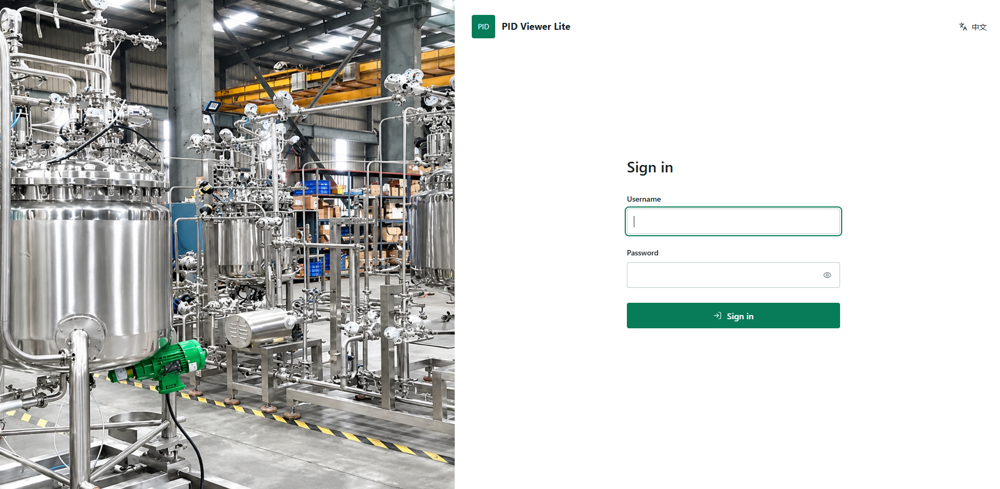 PID
PID Viewer Lite
中文
Sign in
Username
Password
Sign in